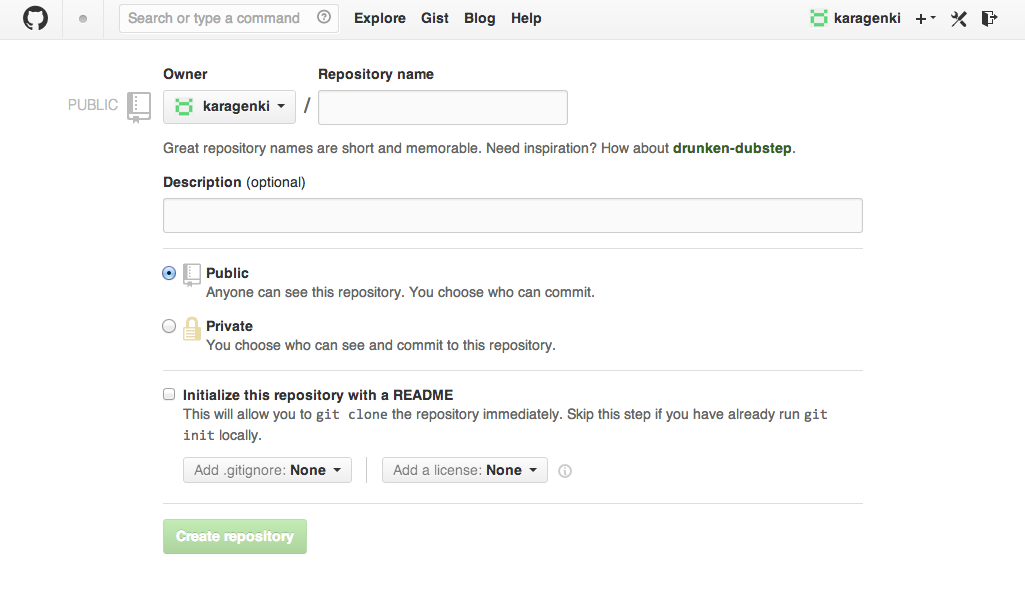 Search or type a command Explore Gist Blog Help karagenki
Owner Repository name
PUBLIC karagenki /
Great repository names are short and memorable. Need inspiration? How about drunken-dubstep.
Description (optional)
Public
Anyone can see this repository. You choose who can commit.
Private
You choose who can see and commit to this repository.
Initialize this repository with a README
This will allow you to git clone the repository immediately. Skip this step if you have already run git
init locally.
Add .gitignore: None Add a license: None
Create repository